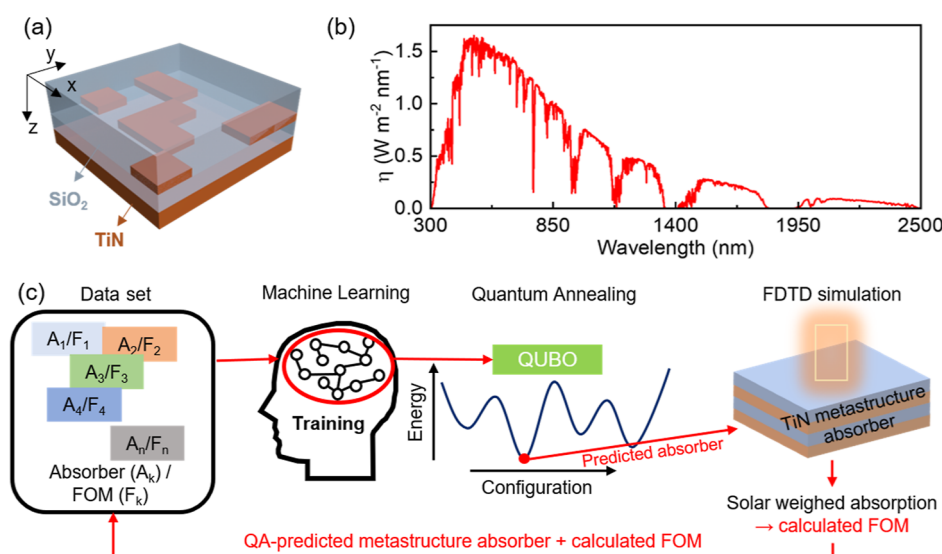 (a)
y
x
z
SiO₂
TiN
(b)
η (W m⁻² nm⁻¹)
1.5
1.0
0.5
0.0
300 850 1400 1950 2500
Wavelength (nm)
(c)
Data set
A₁/F₁
A₂/F₂
A₃/F₃
A₄/F₄
Aₙ/Fₙ
Absorber (Aₖ) /
FOM (Fₖ)
Machine Learning
Training
Quantum Annealing
QUBO
Energy
Configuration
Predicted absorber
FDTD simulation
TiN metastructure
absorber
Solar weighed absorption
→ calculated FOM
QA-predicted metastructure absorber + calculated FOM